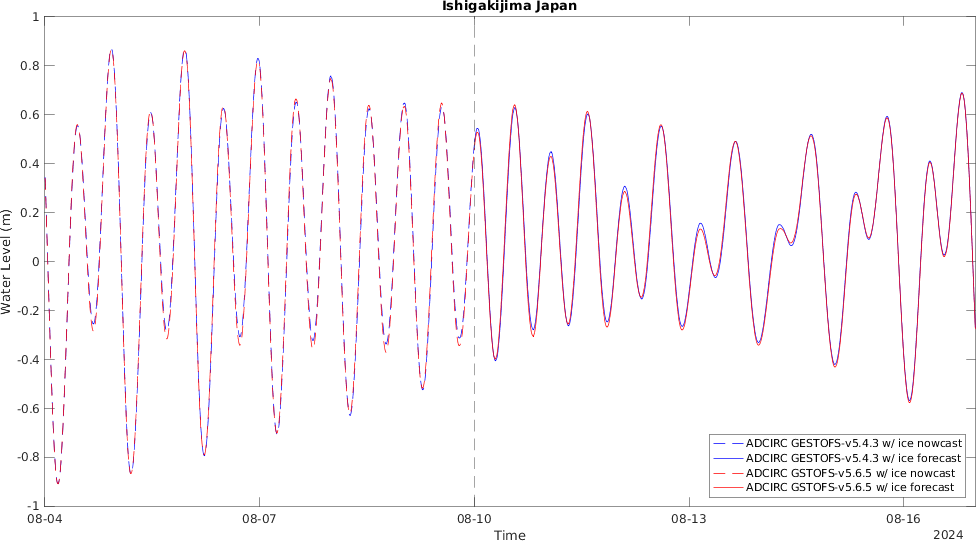 Ishigakijima Japan
1
0.8
0.6
0.4
0.2
0
-0.2
-0.4
-0.6
-0.8
-1
Water Level (m)
ADCIRC GESTOFS-v5.4.3 w/ ice nowcast
ADCIRC GESTOFS-v5.4.3 w/ ice forecast
ADCIRC GSTOFS-v5.6.5 w/ ice nowcast
ADCIRC GSTOFS-v5.6.5 w/ ice forecast
08-04 08-07 08-10 08-13 08-16
Time
2024